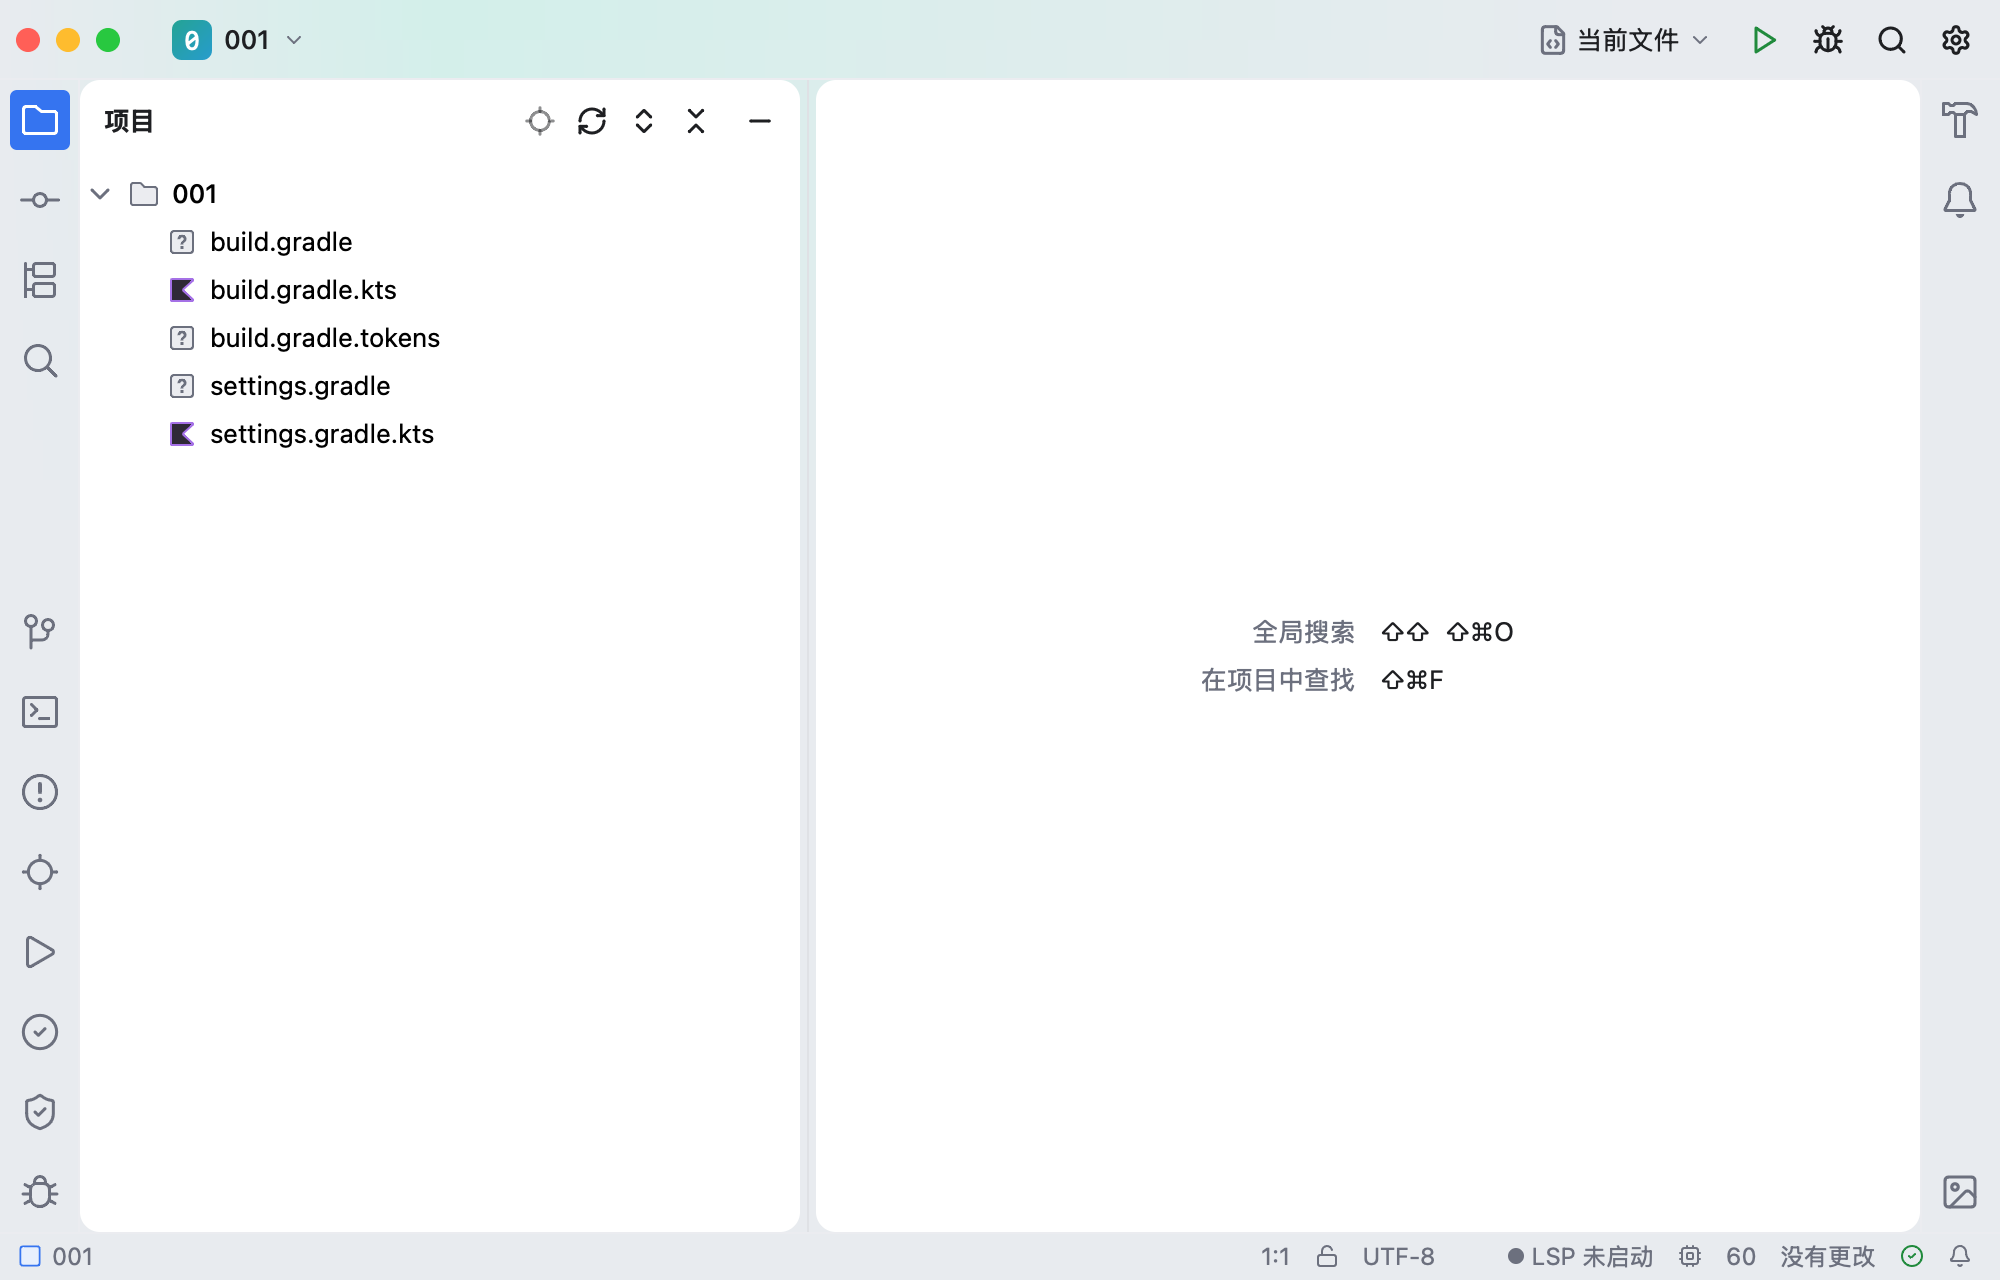 0 001
当前文件
项目
001
build.gradle
build.gradle.kts
build.gradle.tokens
settings.gradle
settings.gradle.kts
全局搜索 ⇧⇧ ⇧⌘O
在项目中查找 ⇧⌘F
001
1:1 UTF-8 LSP 未启动 60 没有更改